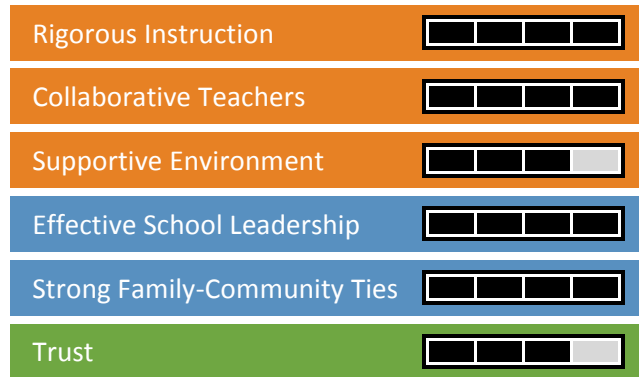 Rigorous Instruction
Collaborative Teachers
Supportive Environment
Effective School Leadership
Strong Family-Community Ties
Trust